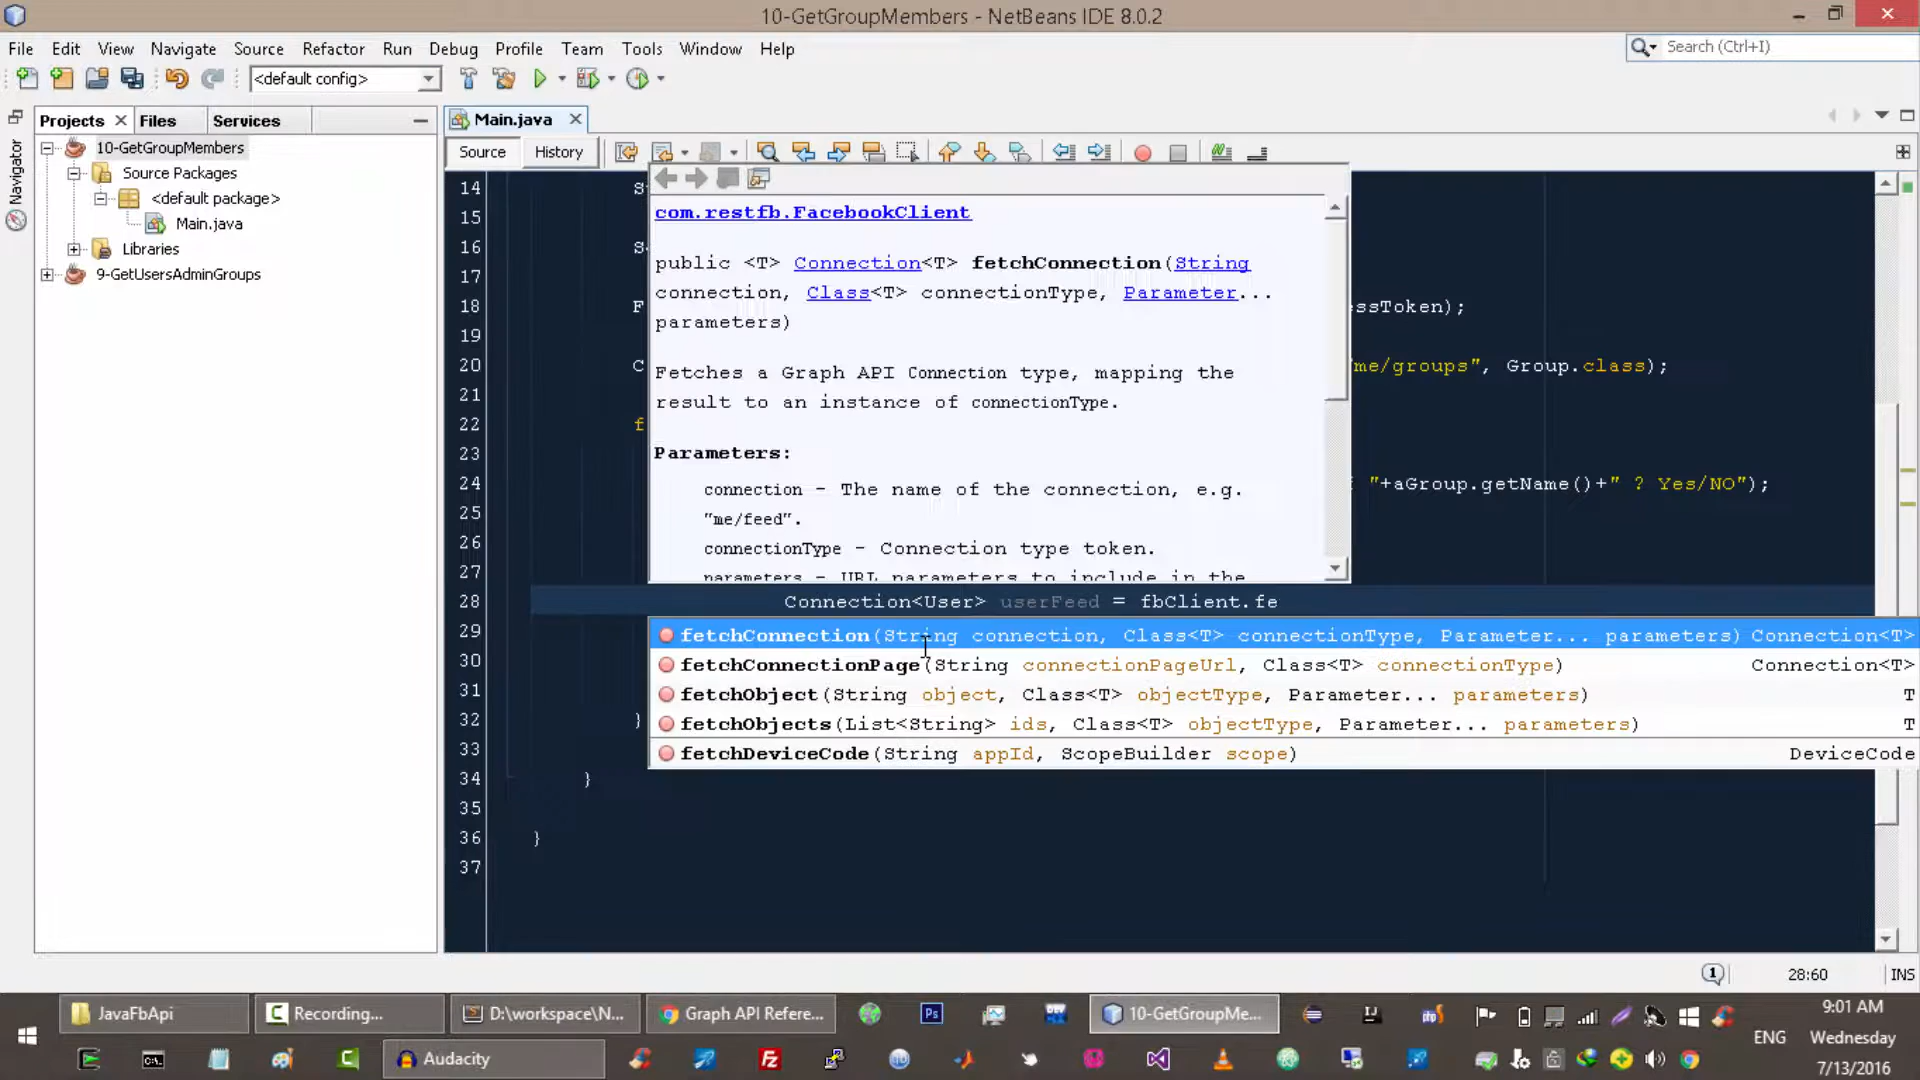 10-GetGroupMembers - NetBeans IDE 8.0.2
File Edit View Navigate Source Refactor Run Debug Profile Team Tools Window Help
Search (Ctrl+I)
<default config>
Projects Files Services
Main.java
Navigator
10-GetGroupMembers
Source Packages
<default package>
Main.java
Libraries
9-GetUsersAdminGroups
Source History
14
15
16
17
18 F ssToken);
19
20 C me/groups", Group.class);
21
22 f
23
24 "+aGroup.getName()+" ? Yes/NO");
25
26
27
28 Connection<User> userFeed = fbClient.fe
29
30
31
32 }
33
34 }
35
36 }
37
com.restfb.FacebookClient
public <T> Connection<T> fetchConnection(String
connection, Class<T> connectionType, Parameter...
parameters)
Fetches a Graph API Connection type, mapping the
result to an instance of connectionType.
Parameters:
connection - The name of the connection, e.g.
"me/feed".
connectionType - Connection type token.
parameters - URL parameters to include in the
fetchConnection(String connection, Class<T> connectionType, Parameter... parameters) Connection<T>
fetchConnectionPage(String connectionPageUrl, Class<T> connectionType) Connection<T>
fetchObject(String object, Class<T> objectType, Parameter... parameters) T
fetchObjects(List<String> ids, Class<T> objectType, Parameter... parameters) T
fetchDeviceCode(String appId, ScopeBuilder scope) DeviceCode
1
28:60 INS
JavaFbApi
Recording...
D:\workspace\N...
Graph API Refere...
Ps
10-GetGroupMe...
Audacity
ENG
9:01 AM
Wednesday
7/13/2016